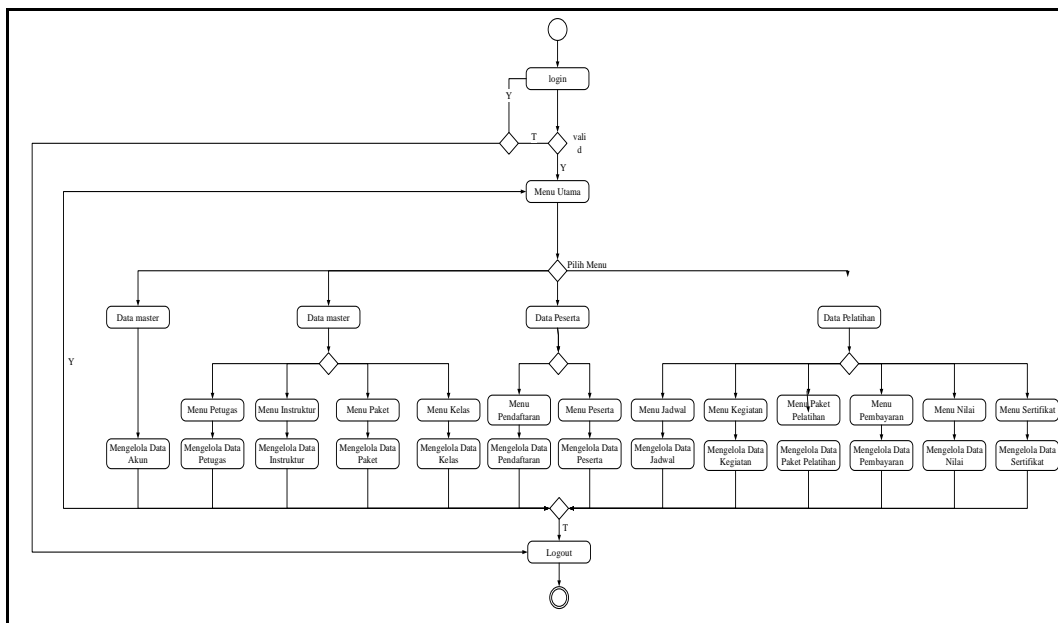 login
Y
T
vali
d
Y
Menu Utama
Pilih Menu
Data master
Data master
Data Peserta
Data Pelatihan
Y
Menu Petugas
Menu Instruktur
Menu Paket
Menu Kelas
Menu
Pendaftaran
Menu Peserta
Menu Jadwal
Menu Kegiatan
Menu Paket
Pelatihan
Menu
Pembayaran
Menu Nilai
Menu Sertifikat
Mengelola Data
Akun
Mengelola Data
Petugas
Mengelola Data
Instruktur
Mengelola Data
Paket
Mengelola Data
Kelas
Mengelola Data
Pendaftaran
Mengelola Data
Peserta
Mengelola Data
Jadwal
Mengelola Data
Kegiatan
Mengelola Data
Paket Pelatihan
Mengelola Data
Pembayaran
Mengelola Data
Nilai
Mengelola Data
Sertifikat
T
Logout